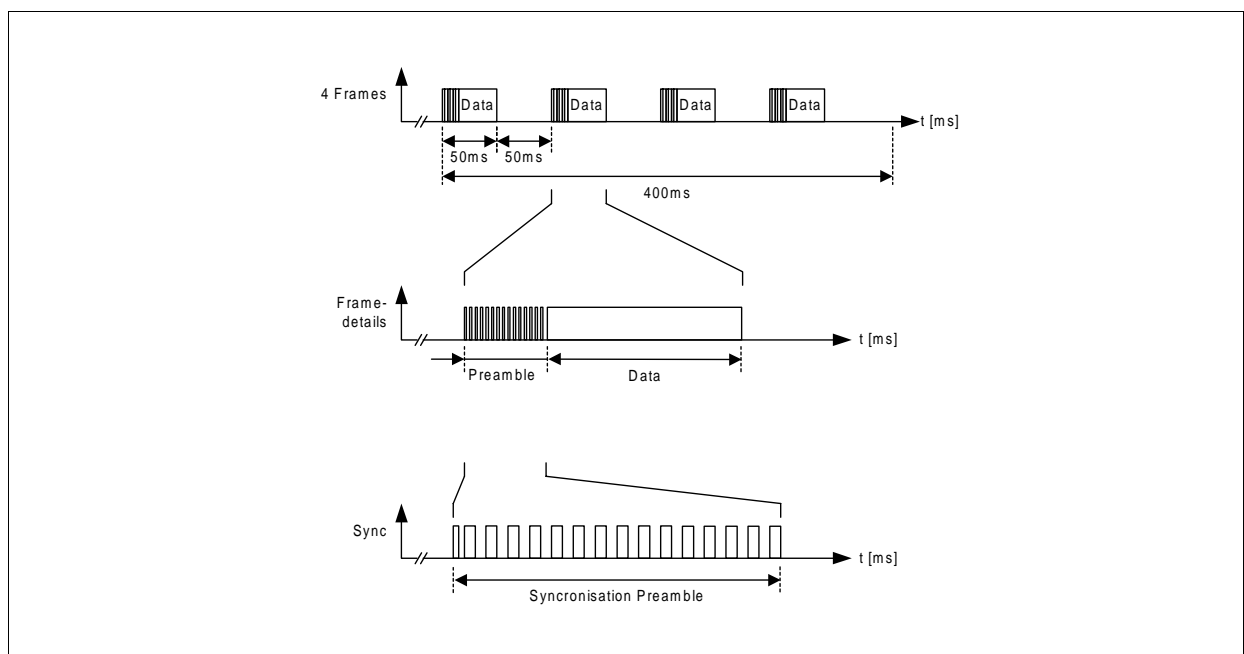 4 Frames
Data Data Data Data
t [ms]
50ms 50ms
400ms
Frame-
details
t [ms]
Preamble Data
Sync
t [ms]
Syncronisation Preamble